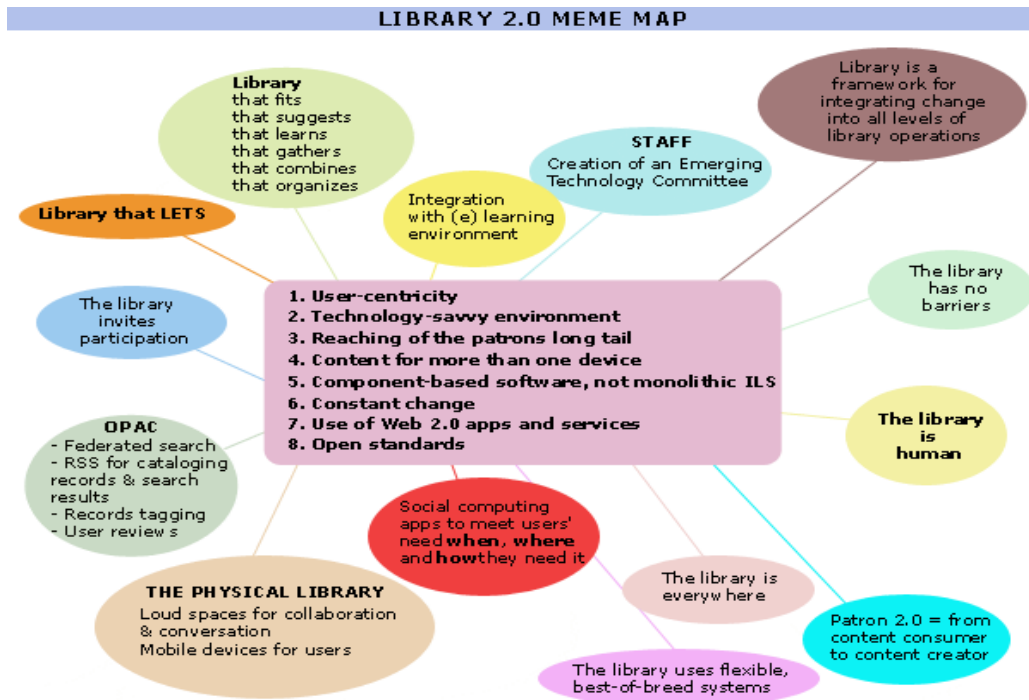 LIBRARY 2.0 MEME MAP
Library
that fits
that suggests
that learns
that gathers
that combines
that organizes
STAFF
Creation of an Emerging
Technology Committee
Library is a
framework for
integrating change
into all levels of
library operations
Library that LETS
Integration
with (e) learning
environment
The library
has no
barriers
The library
invites
participation
1. User-centricity
2. Technology-savvy environment
3. Reaching of the patrons long tail
4. Content for more than one device
5. Component-based software, not monolithic ILS
6. Constant change
7. Use of Web 2.0 apps and services
8. Open standards
The library
is
human
OPAC
- Federated search
- RSS for cataloging
records & search
results
- Records tagging
- User reviews
Social computing
apps to meet users'
need when, where
and how they need it
THE PHYSICAL LIBRARY
Loud spaces for collaboration
& conversation
Mobile devices for users
The library is
everywhere
Patron 2.0 = from
content consumer
to content creator
The library uses flexible,
best-of-breed systems